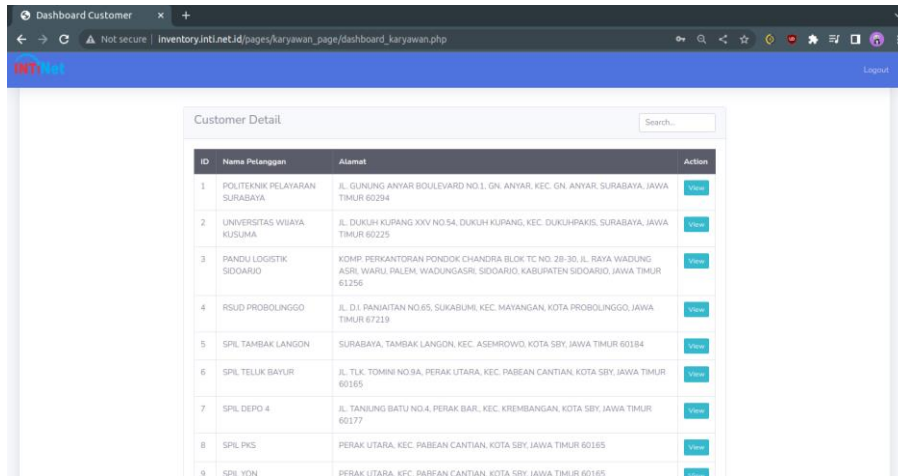 Dashboard Customer
Not secure | inventory.inti.net.id/pages/karyawan_page/dashboard_karyawan.php
INTiNet
Logout
Customer Detail
Search...
ID Nama Pelanggan Alamat Action
1 POLITEKNIK PELAYARAN SURABAYA JL. GUNUNG ANYAR BOULEVARD NO.1, GN. ANYAR, KEC. GN. ANYAR, SURABAYA, JAWA TIMUR 60294 View
2 UNIVERSITAS WIJAYA KUSUMA JL. DUKUH KUPANG XXV NO.54, DUKUH KUPANG, KEC. DUKUHPAKIS, SURABAYA, JAWA TIMUR 60225 View
3 PANDU LOGISTIK SIDOARJO KOMP. PERKANTORAN PONDOK CHANDRA BLOK TC NO. 28-30, JL. RAYA WADUNG ASRI, WARU, PALEM, WADUNGASRI, SIDOARJO, KABUPATEN SIDOARJO, JAWA TIMUR 61256 View
4 RSUD PROBOLINGGO JL. D.I. PANJAITAN NO.65, SUKABUMI, KEC. MAYANGAN, KOTA PROBOLINGGO, JAWA TIMUR 67219 View
5 SPIL TAMBAK LANGON SURABAYA, TAMBAK LANGON, KEC. ASEMROWO, KOTA SBY, JAWA TIMUR 60184 View
6 SPIL TELUK BAYUR JL. TLK. TOMINI NO.9A, PERAK UTARA, KEC. PABEAN CANTIAN, KOTA SBY, JAWA TIMUR 60165 View
7 SPIL DEPO 4 JL. TANJUNG BATU NO.4, PERAK BAR., KEC. KREMBANGAN, KOTA SBY, JAWA TIMUR 60177 View
8 SPIL PKS PERAK UTARA, KEC. PABEAN CANTIAN, KOTA SBY, JAWA TIMUR 60165 View
9 SPIL YON PERAK UTARA, KEC. PABEAN CANTIAN, KOTA SBY, JAWA TIMUR 60165 View